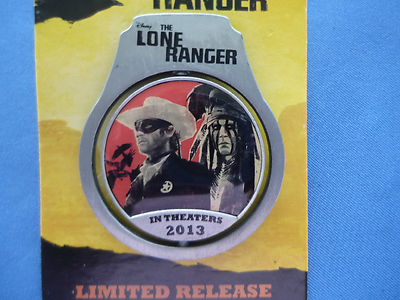 RANGER
Disney
THE
LONE
RANGER
IN THEATERS
2013
LIMITED RELEASE